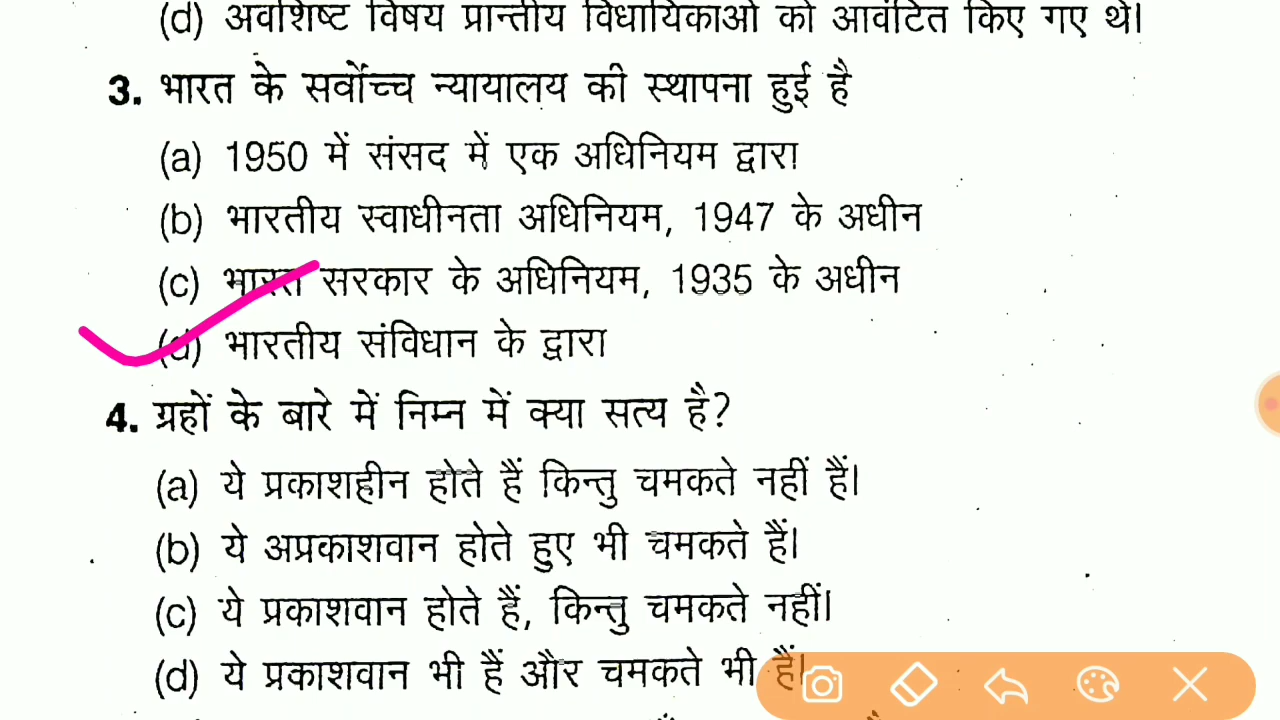 (d) अवशिष्ट विषय प्रान्तीय विधायिकाओं को आवंटित किए गए थे।
3. भारत के सर्वोच्च न्यायालय की स्थापना हुई है
(a) 1950 में संसद में एक अधिनियम द्वारा
(b) भारतीय स्वाधीनता अधिनियम, 1947 के अधीन
(c) भारत सरकार के अधिनियम, 1935 के अधीन
(d) भारतीय संविधान के द्वारा
4. ग्रहों के बारे में निम्न में क्या सत्य है?
(a) ये प्रकाशहीन होते हैं किन्तु चमकते नहीं हैं।
(b) ये अप्रकाशवान होते हुए भी चमकते हैं।
(c) ये प्रकाशवान होते हैं, किन्तु चमकते नहीं।
(d) ये प्रकाशवान भी हैं और चमकते भी हैं।